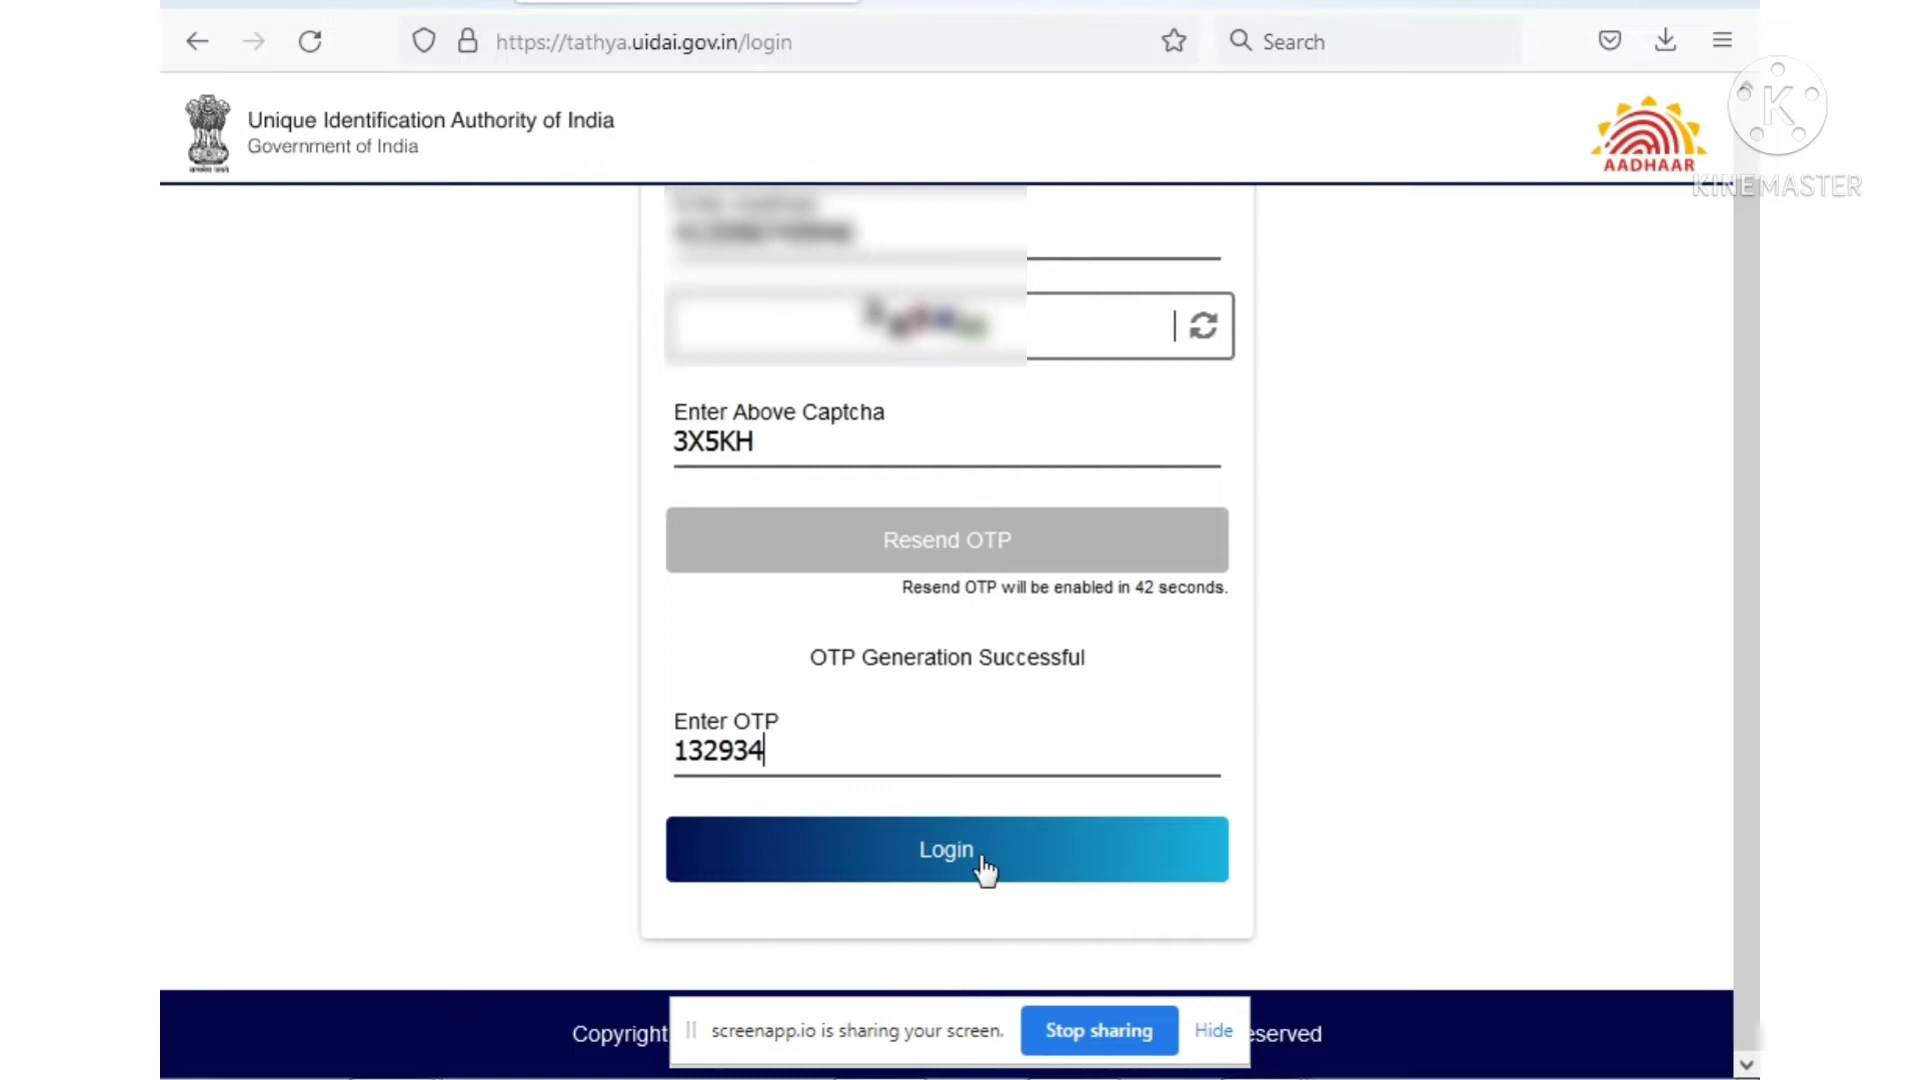 https://tathya.uidai.gov.in/login
Search
Unique Identification Authority of India
Government of India
AADHAAR
K
KINEMASTER
Enter Above Captcha
3X5KH
Resend OTP
Resend OTP will be enabled in 42 seconds.
OTP Generation Successful
Enter OTP
132934
Login
Copyright
screenapp.io is sharing your screen.
Stop sharing
Hide
eserved